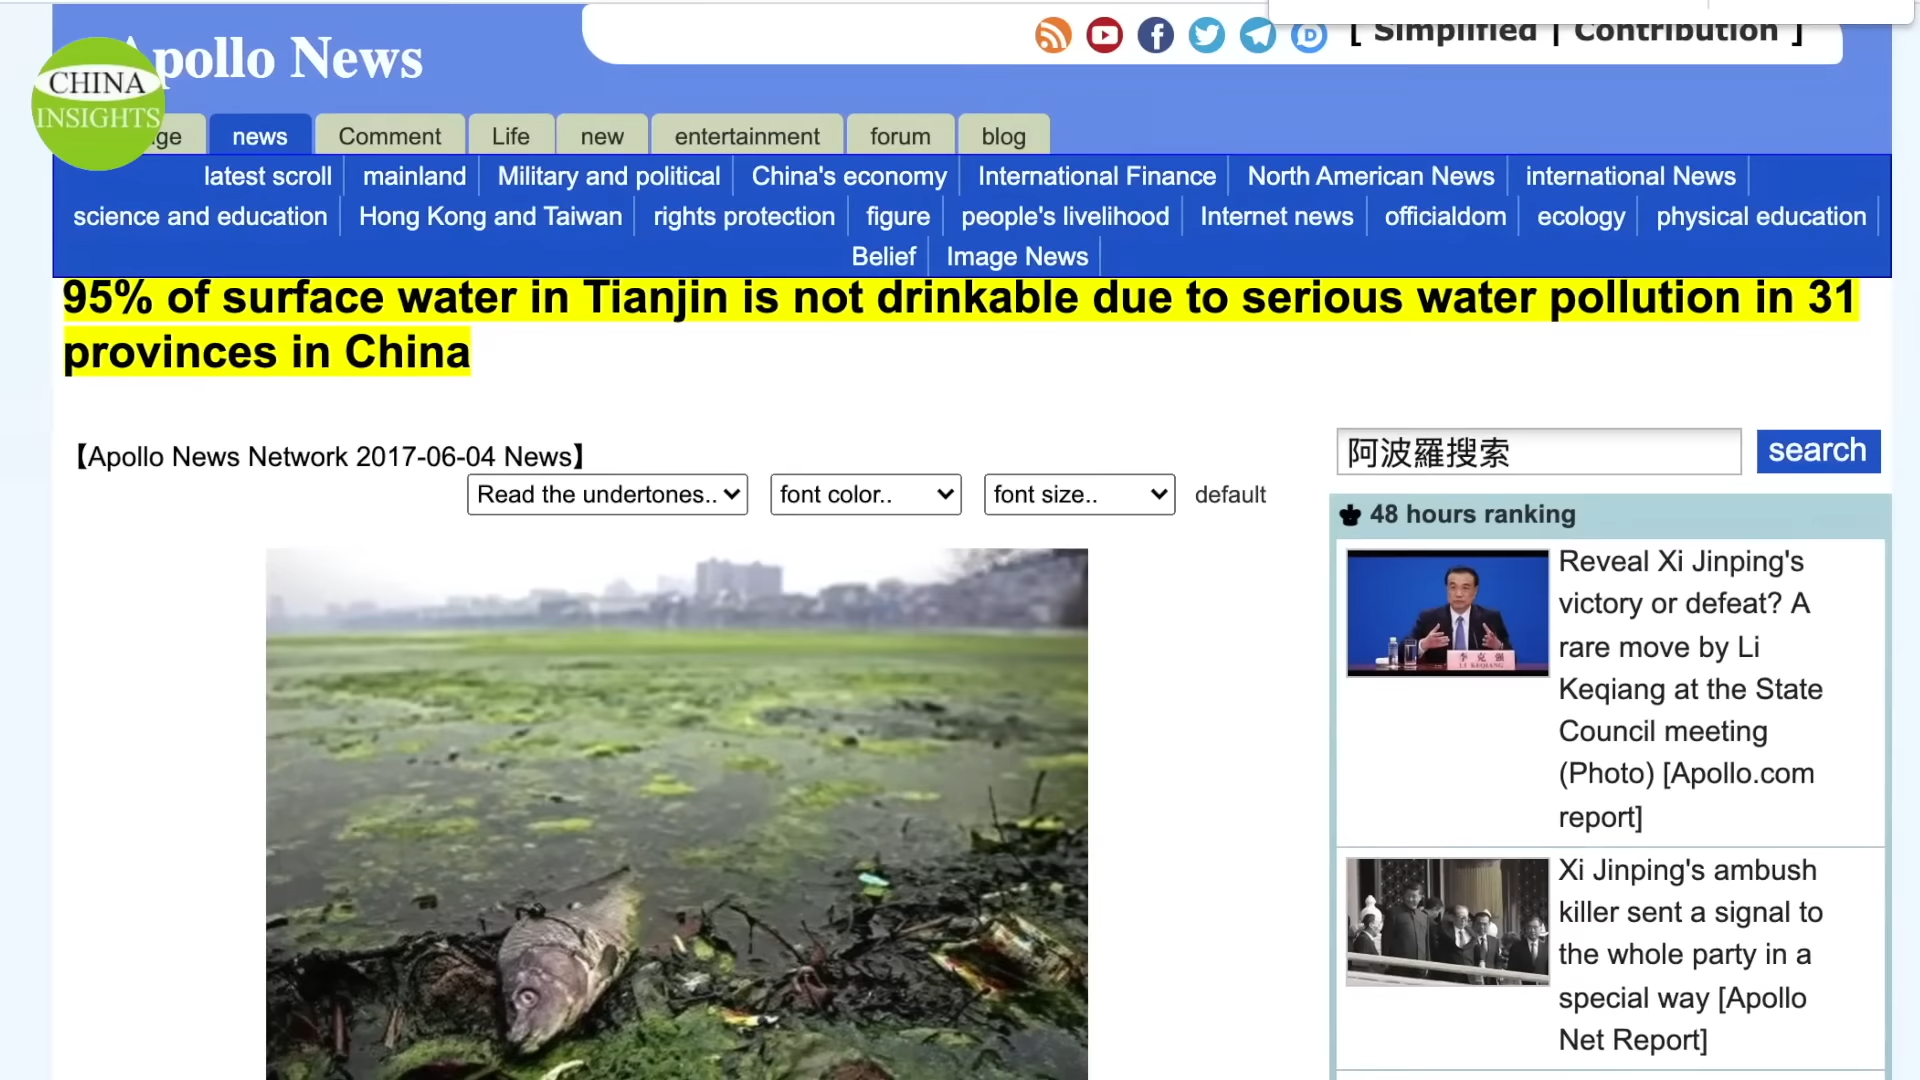 [ Simplified | Contribution ]
Apollo News
CHINA
INSIGHTS
ge
news
Comment
Life
new
entertainment
forum
blog
latest scroll
mainland
Military and political
China's economy
International Finance
North American News
international News
science and education
Hong Kong and Taiwan
rights protection
figure
people's livelihood
Internet news
officialdom
ecology
physical education
Belief
Image News
95% of surface water in Tianjin is not drinkable due to serious water pollution in 31
provinces in China
【Apollo News Network 2017-06-04 News】
Read the undertones..
font color..
font size..
default
阿波羅搜索
search
48 hours ranking
李克强
LI KEQIANG
Reveal Xi Jinping's
victory or defeat? A
rare move by Li
Keqiang at the State
Council meeting
(Photo) [Apollo.com
report]
Xi Jinping's ambush
killer sent a signal to
the whole party in a
special way [Apollo
Net Report]